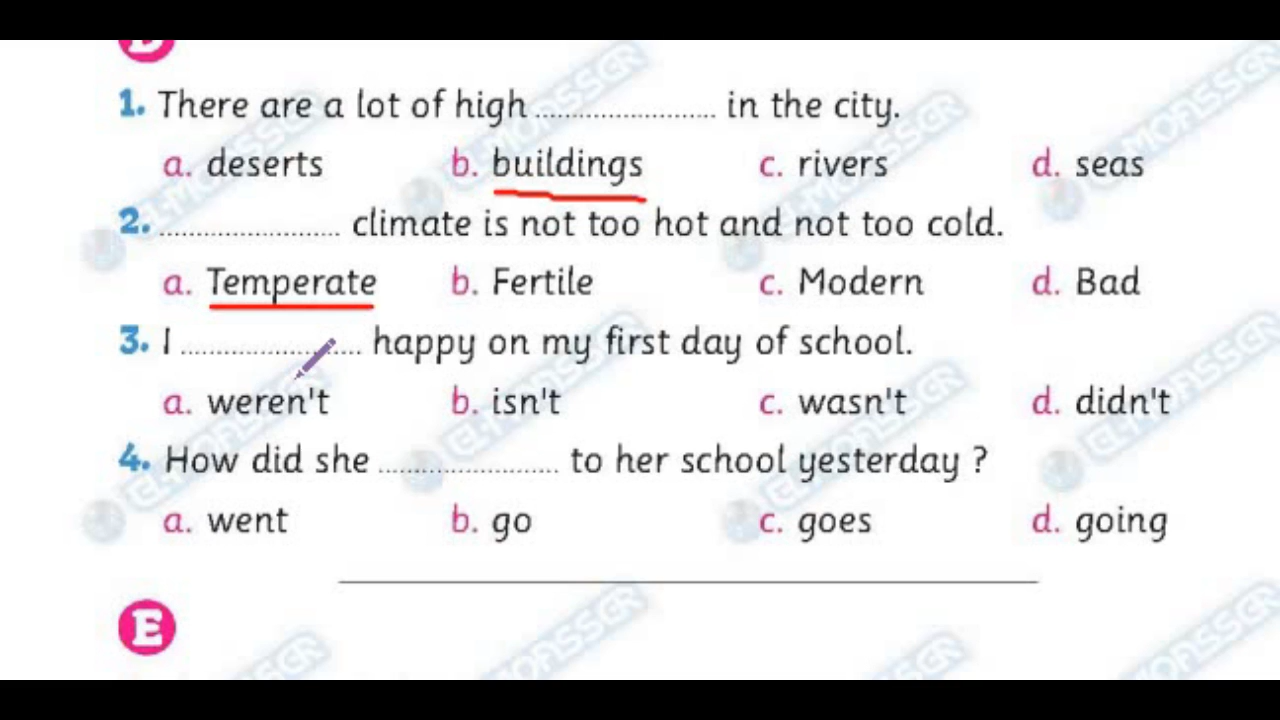 D
1. There are a lot of high .......................... in the city.
a. deserts b. buildings c. rivers d. seas
2. .......................... climate is not too hot and not too cold.
a. Temperate b. Fertile c. Modern d. Bad
3. I .......................... happy on my first day of school.
a. weren't b. isn't c. wasn't d. didn't
4. How did she .......................... to her school yesterday ?
a. went b. go c. goes d. going
E
EL-MOASSER